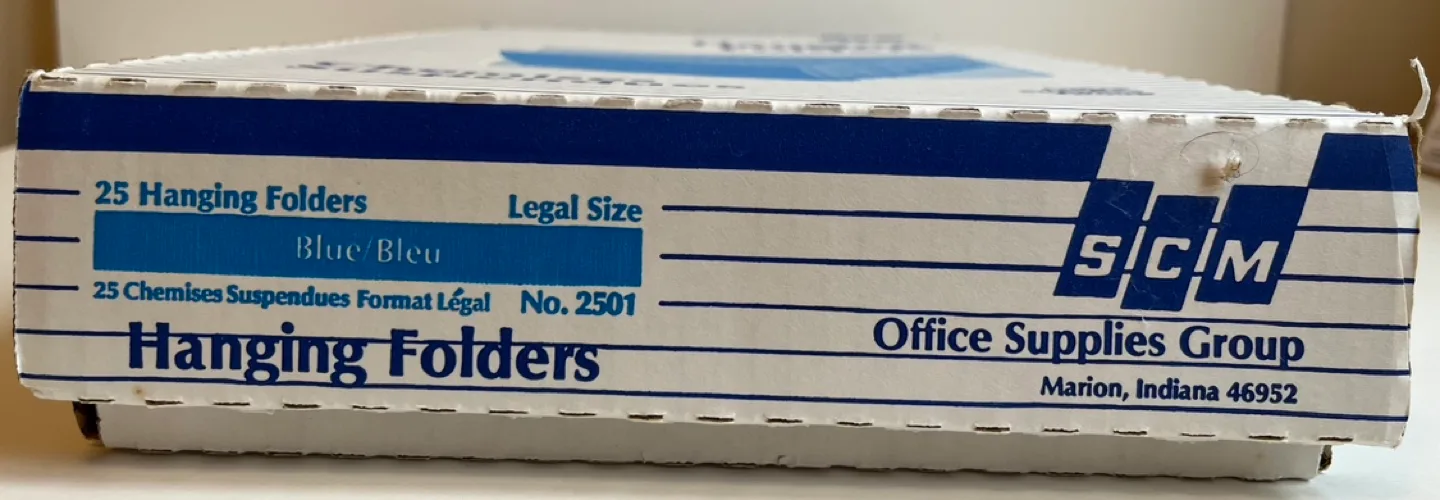 25 Hanging Folders Legal Size
Blue/Bleu
25 Chemises Suspendues Format Légal No. 2501
Hanging Folders
SCM
Office Supplies Group
Marion, Indiana 46952